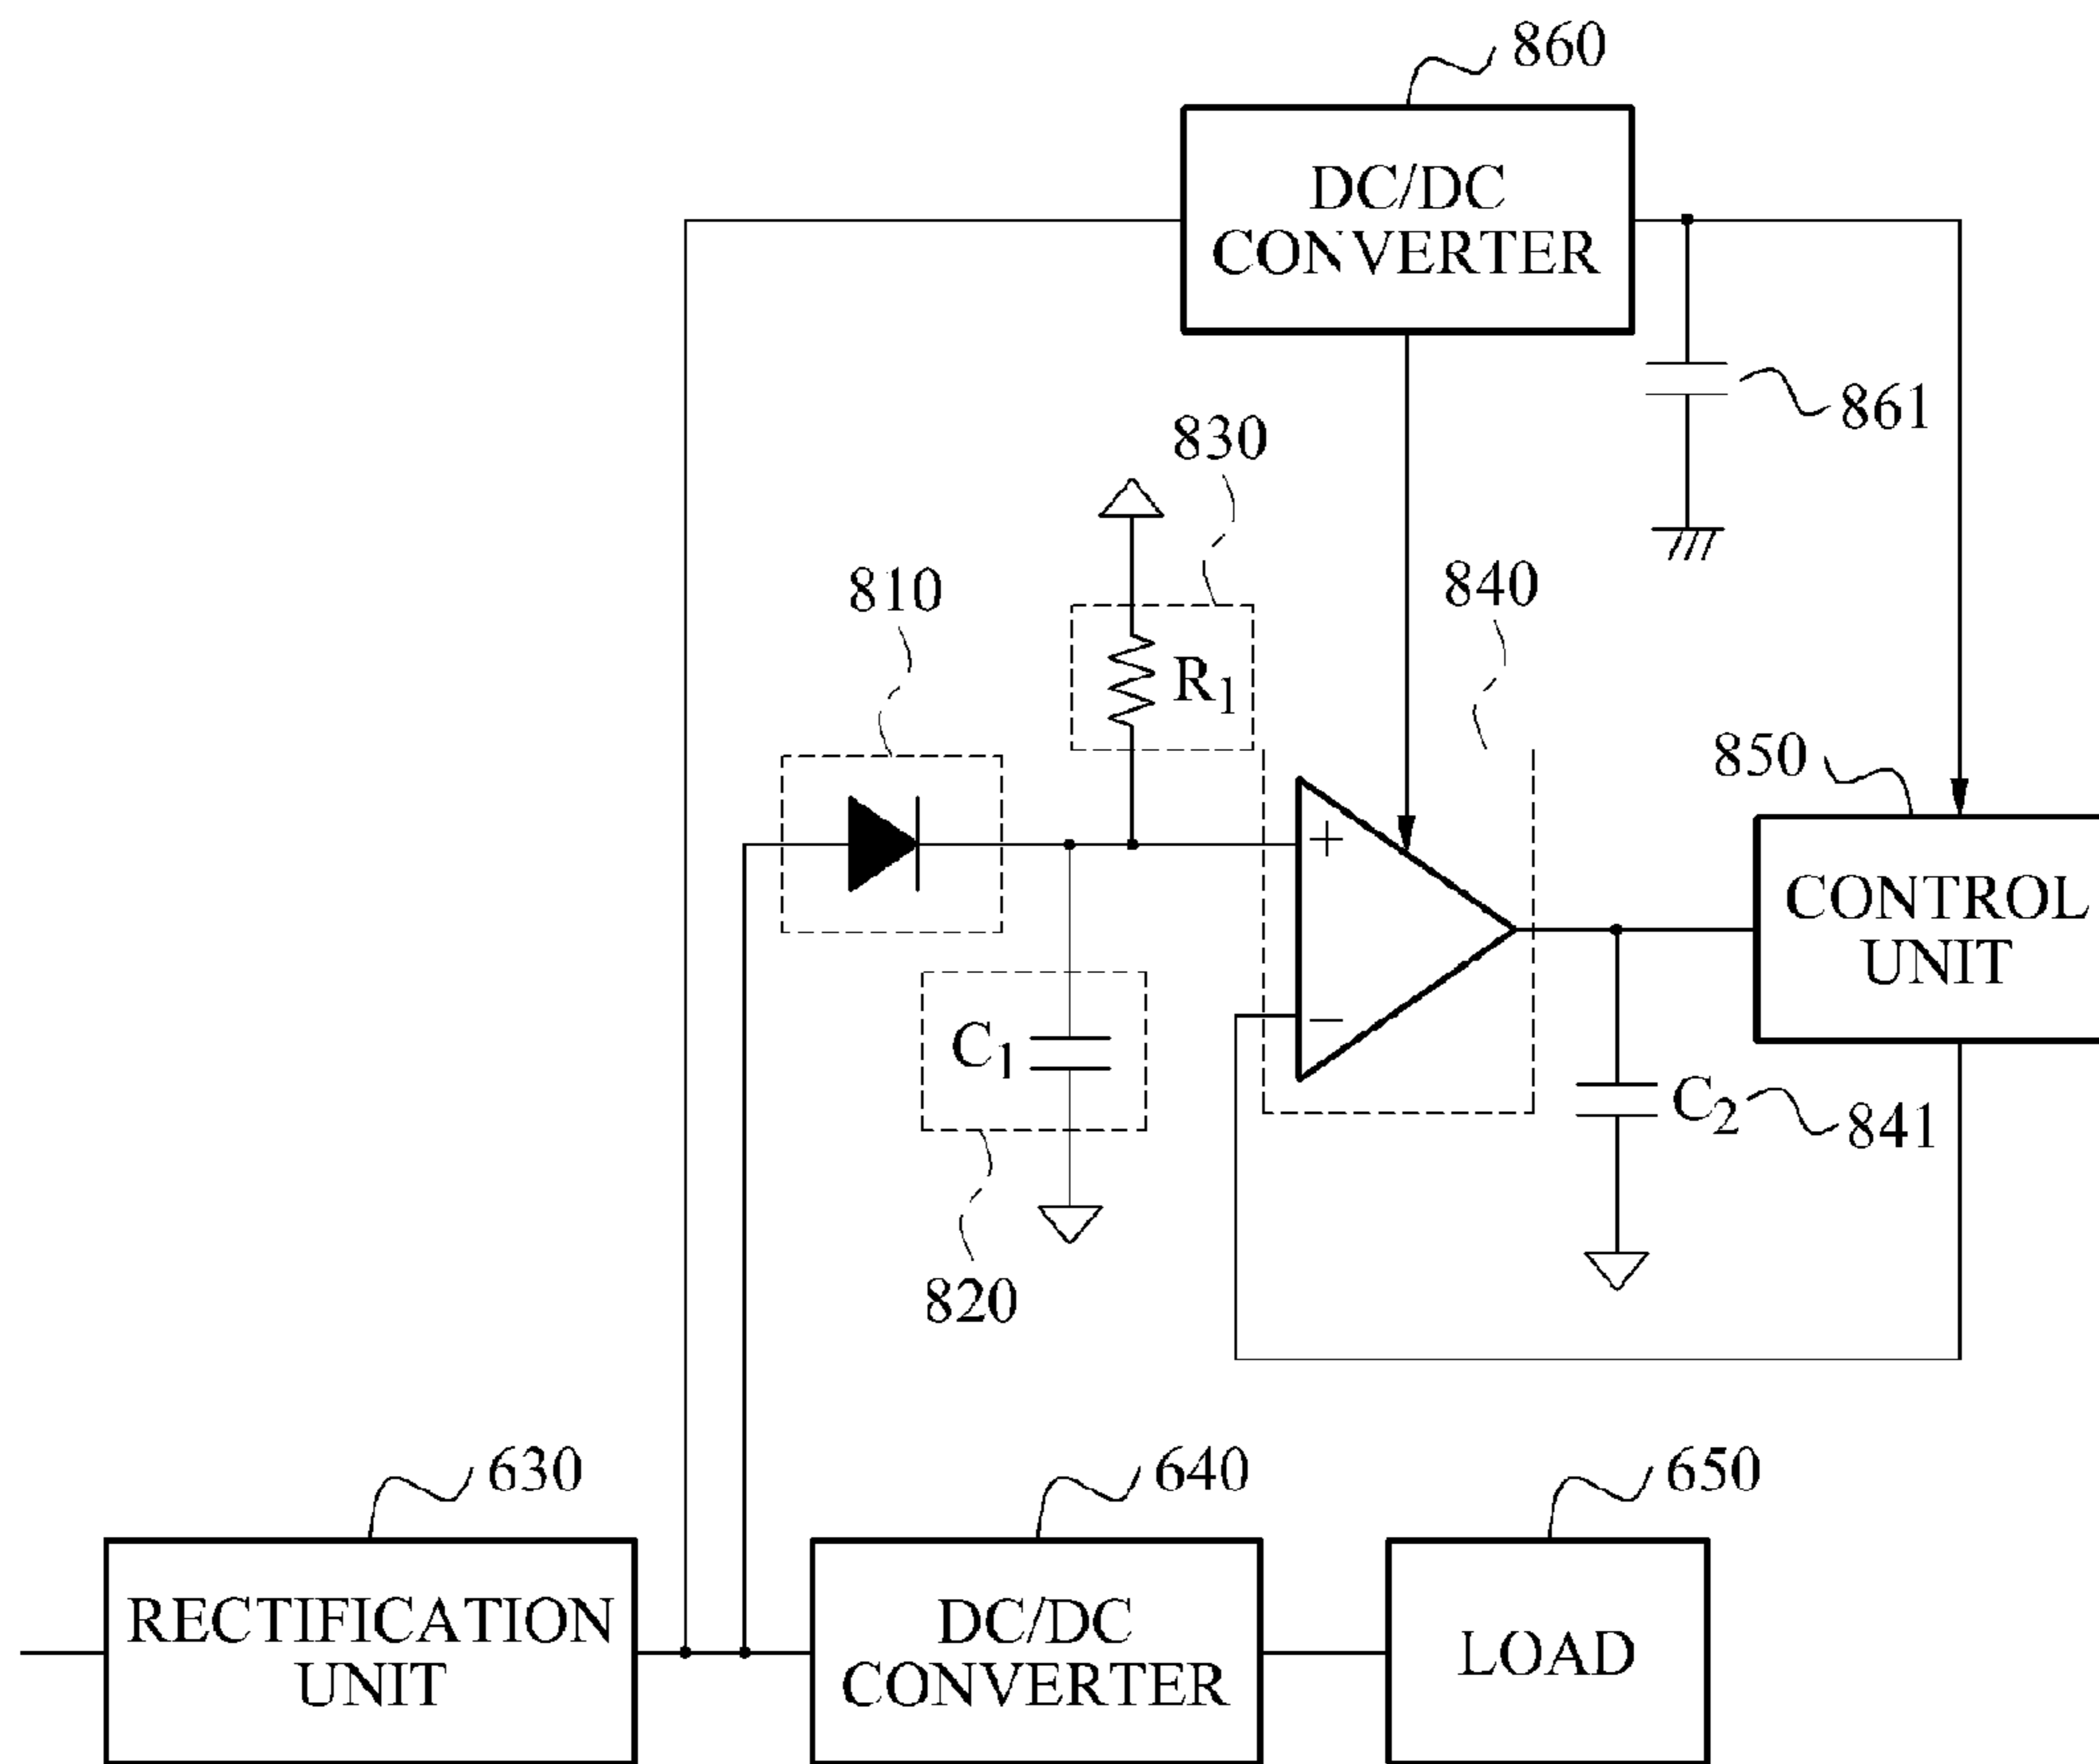 860
DC/DC
CONVERTER
861
830
840
810
R1
850
+
CONTROL
UNIT
−
C1
C2
841
820
630
640
650
RECTIFICATION
UNIT
DC/DC
CONVERTER
LOAD